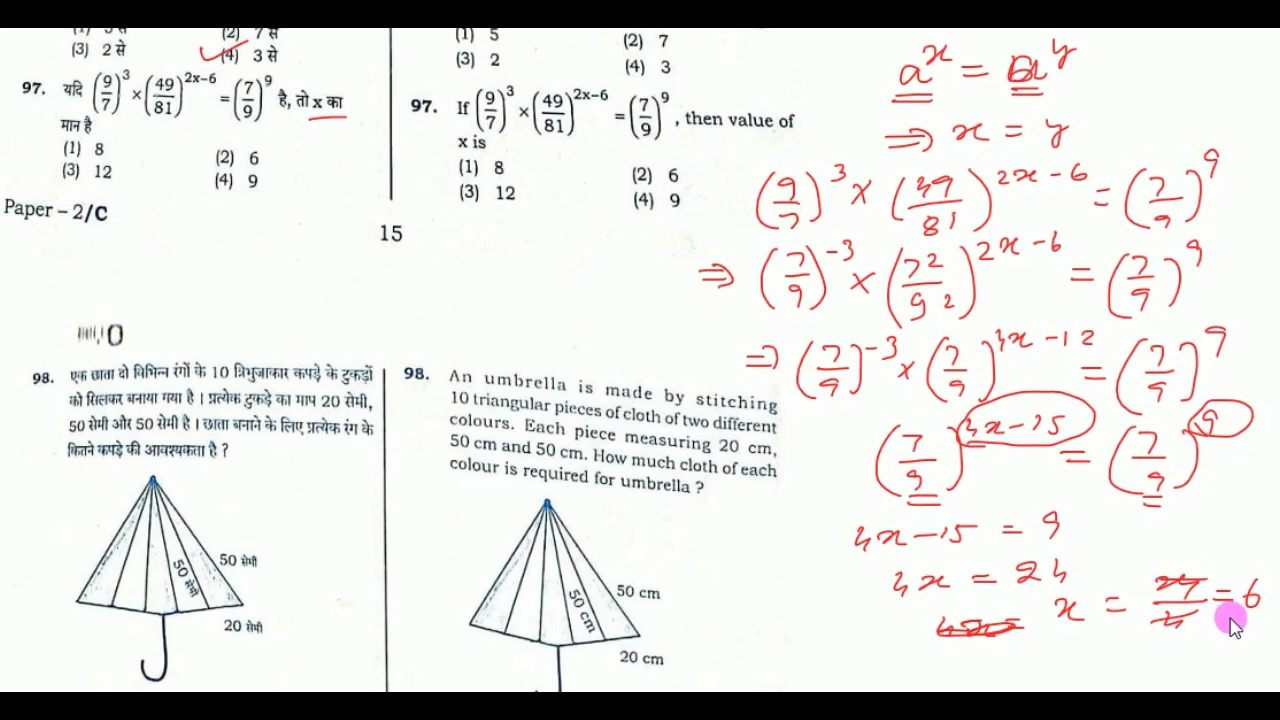 (1) 5 से
(2) 7 से
(3) 2 से
(4) 3 से
97. यदि (9/7)^3 × (49/81)^{2x–6} = (7/9)^9 है, तो x का
मान है
(1) 8
(2) 6
(3) 12
(4) 9
Paper – 2/C
(1) 5
(2) 7
(3) 2
(4) 3
97. If (9/7)^3 × (49/81)^{2x–6} = (7/9)^9, then value of
x is
(1) 8
(2) 6
(3) 12
(4) 9
15
98. एक छाता दो विभिन्न रंगों के 10 त्रिभुजाकार कपड़े के टुकड़ों
को सिलकर बनाया गया है । प्रत्येक टुकड़े का माप 20 सेमी,
50 सेमी और 50 सेमी है । छाता बनाने के लिए प्रत्येक रंग के
कितने कपड़े की आवश्यकता है ?
50 सेमी
50 सेमी
20 सेमी
98. An umbrella is made by stitching
10 triangular pieces of cloth of two different
colours. Each piece measuring 20 cm,
50 cm and 50 cm. How much cloth of each
colour is required for umbrella ?
50 cm
50 cm
20 cm
a^x = a^y
⇒ x = y
(9/7)^3 × (49/81)^{2x–6} = (7/9)^9
⇒ (7/9)^{–3} × (7^2/9^2)^{2x–6} = (7/9)^9
⇒ (7/9)^{–3} × (7/9)^{4x–12} = (7/9)^9
(7/9)^{4x–15} = (7/9)^9
4x–15 = 9
4x = 24
x = 24/4 = 6